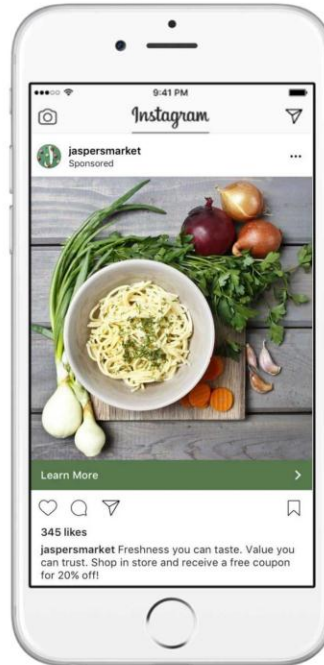 9:41 PM
Instagram
jaspersmarket
Sponsored
Learn More
345 likes
jaspersmarket Freshness you can taste. Value you
can trust. Shop in store and receive a free coupon
for 20% off!